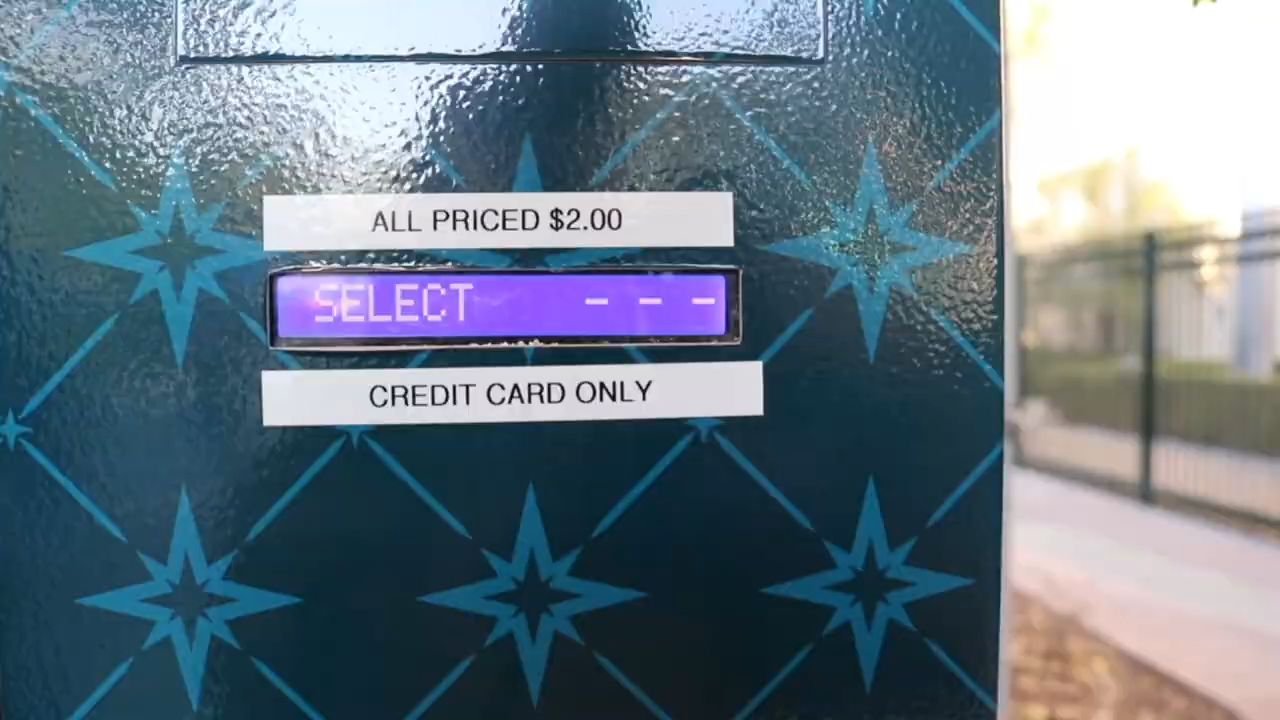 ALL PRICED $2.00
SELECT - - -
CREDIT CARD ONLY